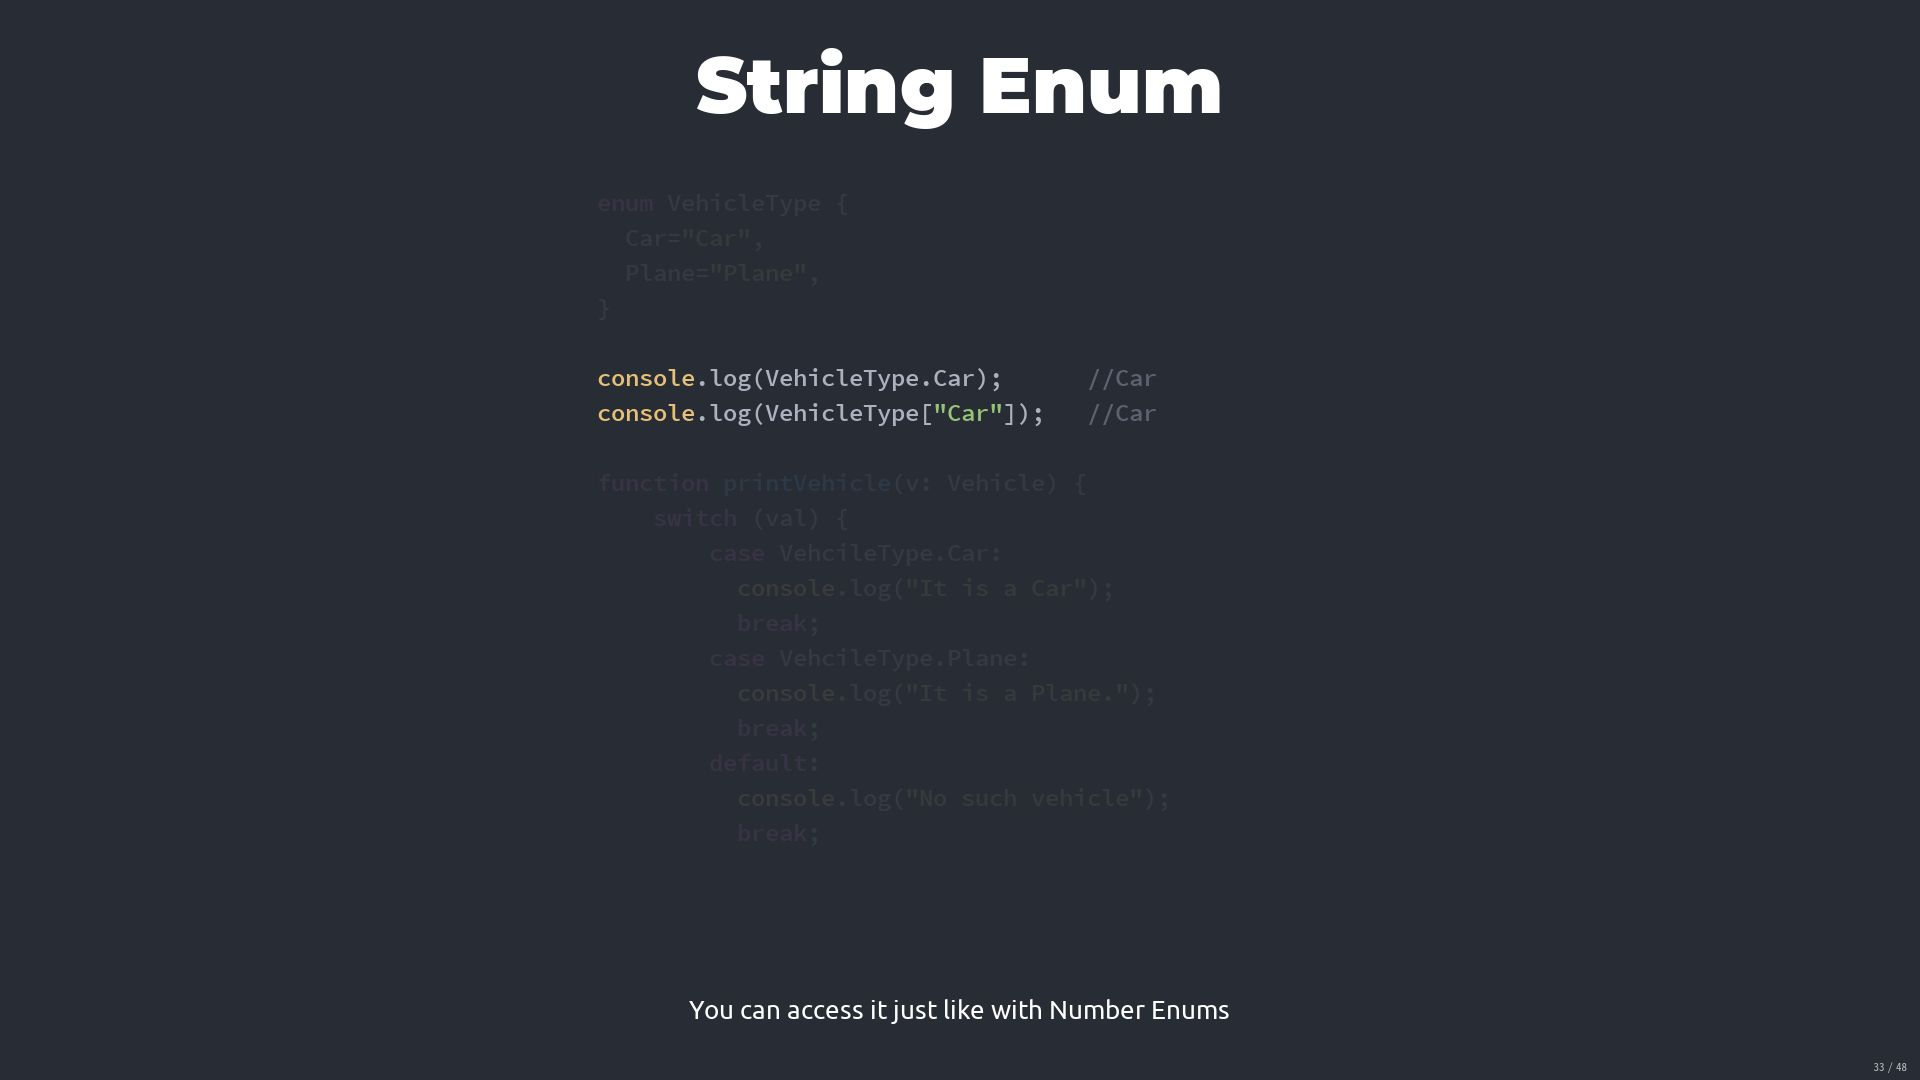 String Enum
enum VehicleType {
  Car="Car",
  Plane="Plane",
}
console.log(VehicleType.Car);      //Car
console.log(VehicleType["Car"]);   //Car
function printVehicle(v: Vehicle) {
    switch (val) {
        case VehcileType.Car:
          console.log("It is a Car");
          break;
        case VehcileType.Plane:
          console.log("It is a Plane.");
          break;
        default:
          console.log("No such vehicle");
          break;
You can access it just like with Number Enums
33 / 48